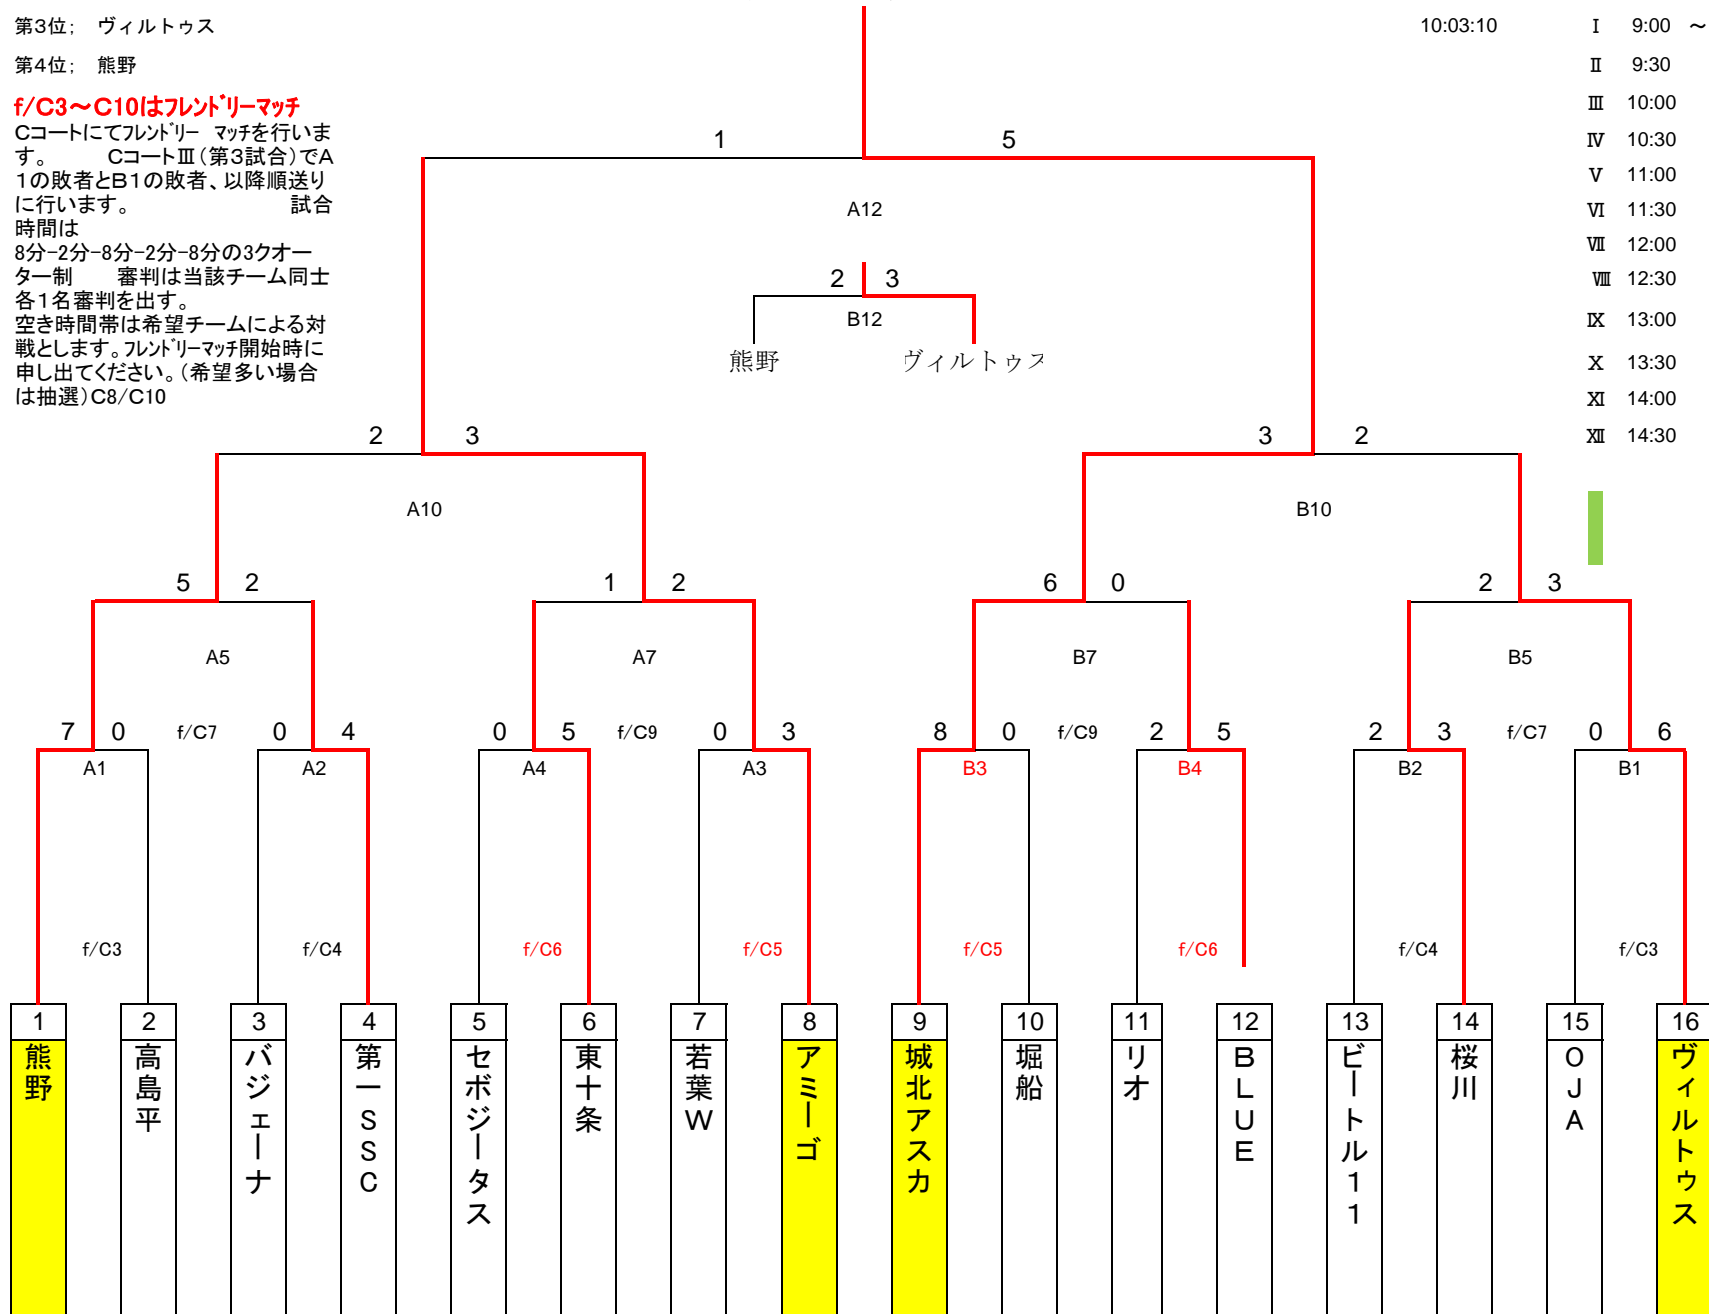 第3位;　ヴィルトゥス
第4位;　熊野
f/C3～C10はフレンドリーマッチ
Cコートにてフレンドリー　マッチを行いま
す。　　　CコートⅢ(第3試合)でA
1の敗者とB1の敗者、以降順送り
に行います。　　　　　　　試合
時間は
8分-2分-8分-2分-8分の3クオー
ター制　　審判は当該チーム同士
各1名審判を出す。
空き時間帯は希望チームによる対
戦とします。フレンドリーマッチ開始時に
申し出てください。(希望多い場合
は抽選)C8/C10
10:03:10
Ⅰ 9:00 ～
Ⅱ 9:30
Ⅲ 10:00
Ⅳ 10:30
Ⅴ 11:00
Ⅵ 11:30
Ⅶ 12:00
Ⅷ 12:30
Ⅸ 13:00
Ⅹ 13:30
Ⅺ 14:00
Ⅻ 14:30
1 5
A12
2 3
B12
熊野 ヴィルトゥス
2 3 3 2
A10 B10
5 2 1 2 6 0 2 3
A5 A7 B7 B5
7 0 f/C7 0 4 0 5 f/C9 0 3 8 0 f/C9 2 5 2 3 f/C7 0 6
A1 A2 A4 A3 B3 B4 B2 B1
f/C3 f/C4 f/C6 f/C5 f/C5 f/C6 f/C4 f/C3
1 2 3 4 5 6 7 8 9 10 11 12 13 14 15 16
熊野
高島平
バジェーナ
第一SSC
セボジータス
東十条
若葉W
アミーゴ
城北アスカ
堀船
リオ
BLUE
ビートル11
桜川
OJA
ヴィルトゥス